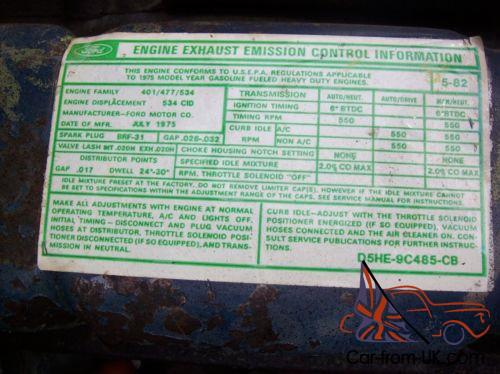 Ford ENGINE EXHAUST EMISSION CONTROL INFORMATION
THIS ENGINE CONFORMS TO U.S.E.P.A. REGULATIONS APPLICABLE
TO 1975 MODEL YEAR GASOLINE FUELED HEAVY DUTY ENGINES.
5-82
ENGINE FAMILY 401/477/534
ENGINE DISPLACEMENT 534 CID
MANUFACTURER-FORD MOTOR CO.
DATE OF MFR. JULY 1975
SPARK PLUG BRF-31 GAP .028-.032
VALVE LASH INT .020H EXH .020H
DISTRIBUTOR POINTS
GAP .017 DWELL 24°-30°
TRANSMISSION AUTO/NEUT. AUTO/DRIVE M/N/NEUT.
IGNITION TIMING 6° BTDC 6° BTDC
TIMING RPM 550 550
CURB IDLE A/C 550 550
RPM NON A/C 550 550
CHOKE HOUSING NOTCH SETTING NONE NONE
SPECIFIED IDLE MIXTURE 2.0% CO MAX 2.0% CO MAX
RPM, THROTTLE SOLENOID "OFF"
IDLE MIXTURE PRESET AT THE FACTORY. DO NOT REMOVE LIMITER CAP(S). HOWEVER IF THE IDLE MIXTURE CANNOT
BE SET TO SPECIFICATIONS WITHIN THE ADJUSTMENT RANGE OF THE CAPS. SEE SERVICE MANUAL FOR INSTRUCTIONS.
MAKE ALL ADJUSTMENTS WITH ENGINE AT NORMAL
OPERATING TEMPERATURE, A/C AND LIGHTS OFF.
INITIAL TIMING - DISCONNECT AND PLUG VACUUM
HOSES AT DISTRIBUTOR. THROTTLE SOLENOID POSI-
TIONER DISCONNECTED (IF SO EQUIPPED), AND TRANS-
MISSION IN NEUTRAL.
CURB IDLE-ADJUST WITH THE THROTTLE SOLENOID
POSITIONER ENERGIZED (IF SO EQUIPPED), ALL VACUUM
HOSES CONNECTED AND THE AIR CLEANER ON. CON-
SULT SERVICE PUBLICATIONS FOR FURTHER INSTRUC-
TIONS.
D5HE-9C485-CB
Car-from-UK.com